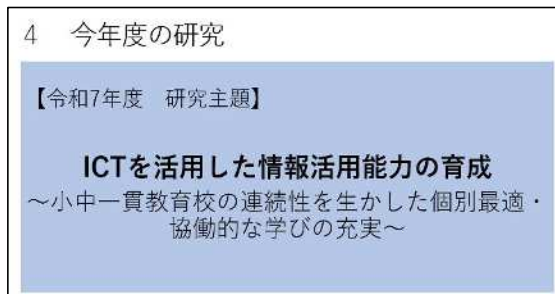 4　今年度の研究
【令和7年度　研究主題】
ICTを活用した情報活用能力の育成
～小中一貫教育校の連続性を生かした個別最適・
協働的な学びの充実～